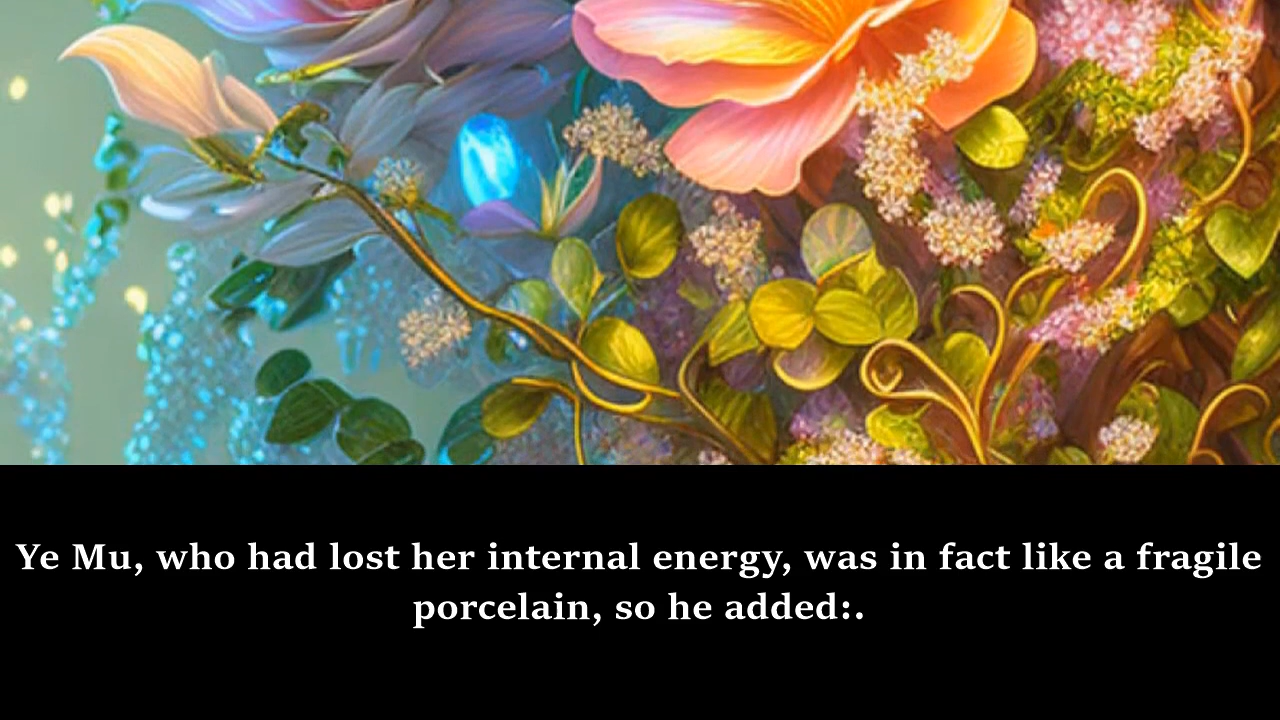 Ye Mu, who had lost her internal energy, was in fact like a fragile
porcelain, so he added:.